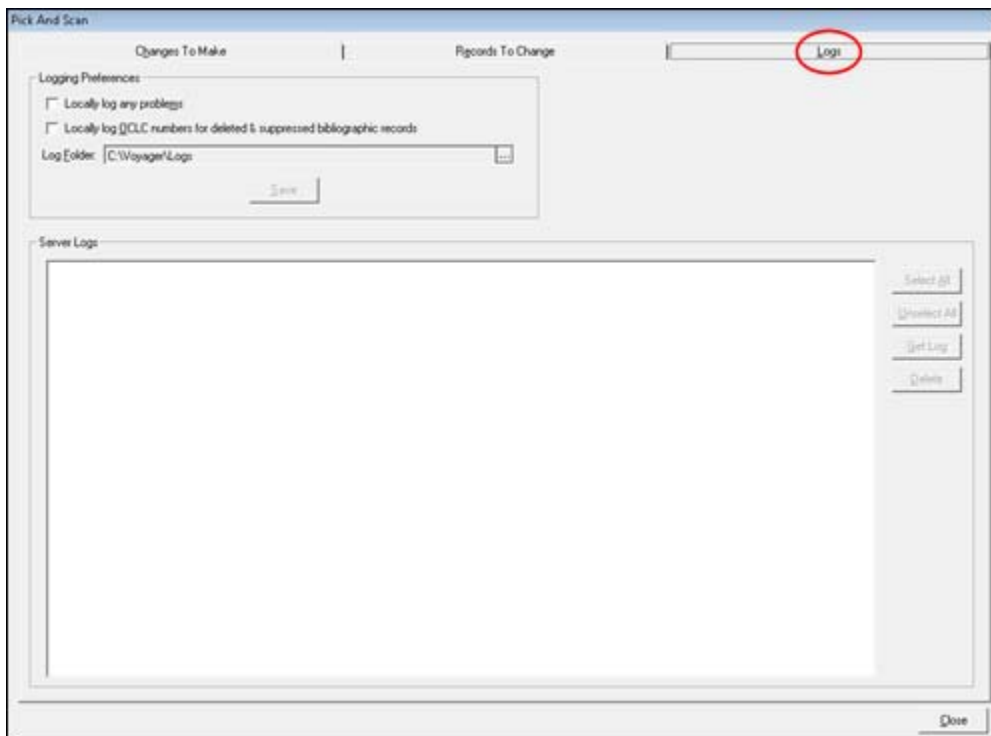 Pick And Scan
Changes To Make
Records To Change
Logs
Logging Preferences
Locally log any problems
Locally log OCLC numbers for deleted & suppressed bibliographic records
Log Folder: C:\Voyager\Logs ...
Save
Server Logs
Select All
Unselect All
Get Log
Delete
Close